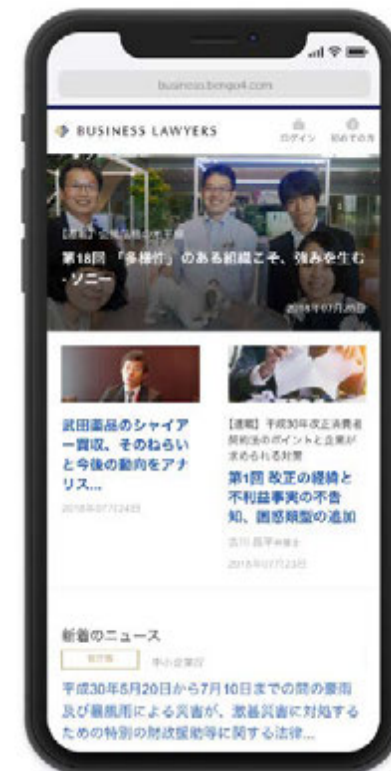 business.bengo4.com
BUSINESS LAWYERS
ログイン
初めての方
第18回 「多様性」のある組織こそ、強みを生む
- ソニー
2018年07月26日
武田薬品のシャイア
ー買収、そのねらい
と今後の動向をアナ
リス...
2018年07月24日
【連載】平成30年改正消費者
契約法のポイントと企業が
求められる対策
第1回 改正の経緯と
不利益事実の不告
知、困惑類型の追加
2018年07月23日
新着のニュース
中小企業庁
平成30年5月20日から7月10日までの間の豪雨
及び暴風雨による災害が、激甚災害に対処する
ための特別の財政援助等に関する法律...